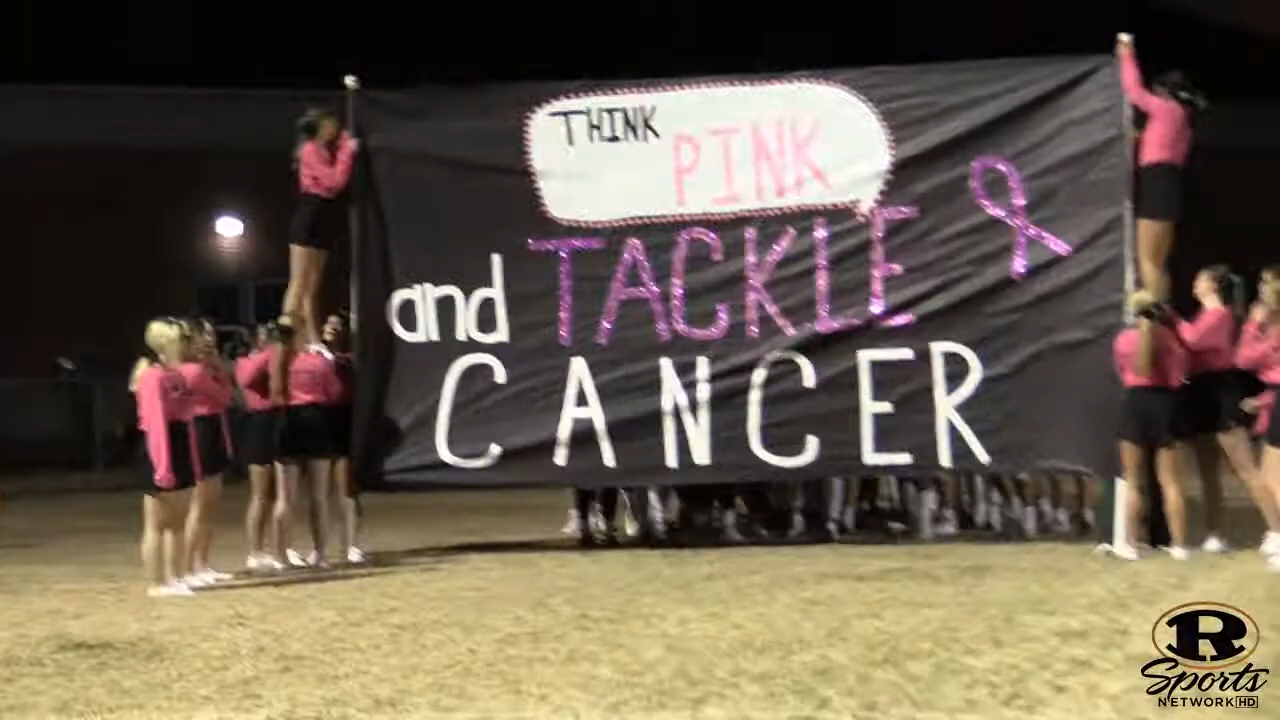 THINK
PINK
and TACKLE
CANCER
R
Sports
NETWORK HD